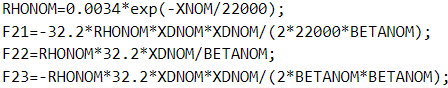 RHONOM=0.0034*exp(-XNOM/22000);
F21=-32.2*RHONOM*XDNOM*XDNOM/(2*22000*BETANOM);
F22=RHONOM*32.2*XDNOM/BETANOM;
F23=-RHONOM*32.2*XDNOM*XDNOM/(2*BETANOM*BETANOM);